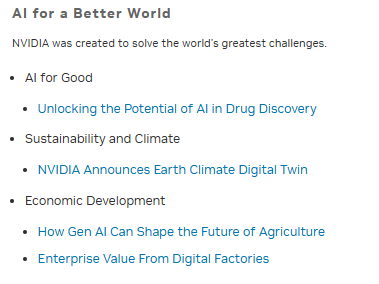 AI for a Better World
NVIDIA was created to solve the world's greatest challenges.
AI for Good
Unlocking the Potential of AI in Drug Discovery
Sustainability and Climate
NVIDIA Announces Earth Climate Digital Twin
Economic Development
How Gen AI Can Shape the Future of Agriculture
Enterprise Value From Digital Factories